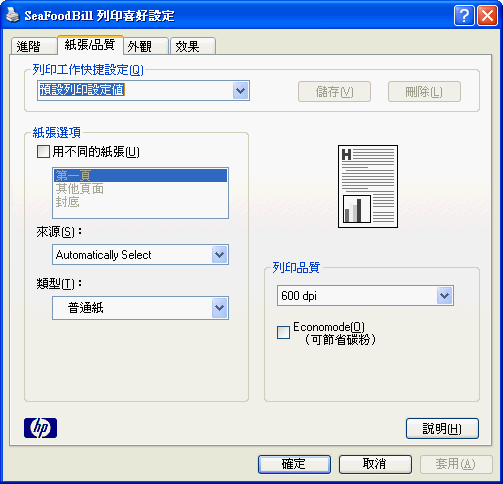 SeaFoodBill 列印喜好設定
進階 紙張/品質 外觀 效果
列印工作快捷設定(Q)
預設列印設定值 儲存(V) 刪除(L)
紙張選項
用不同的紙張(U)
第一頁
其他頁面
封底
來源(S)：
Automatically Select
類型(T)：
普通紙
H
列印品質
600 dpi
Economode(O)
（可節省碳粉）
hp 說明(H)
確定 取消 套用(A)